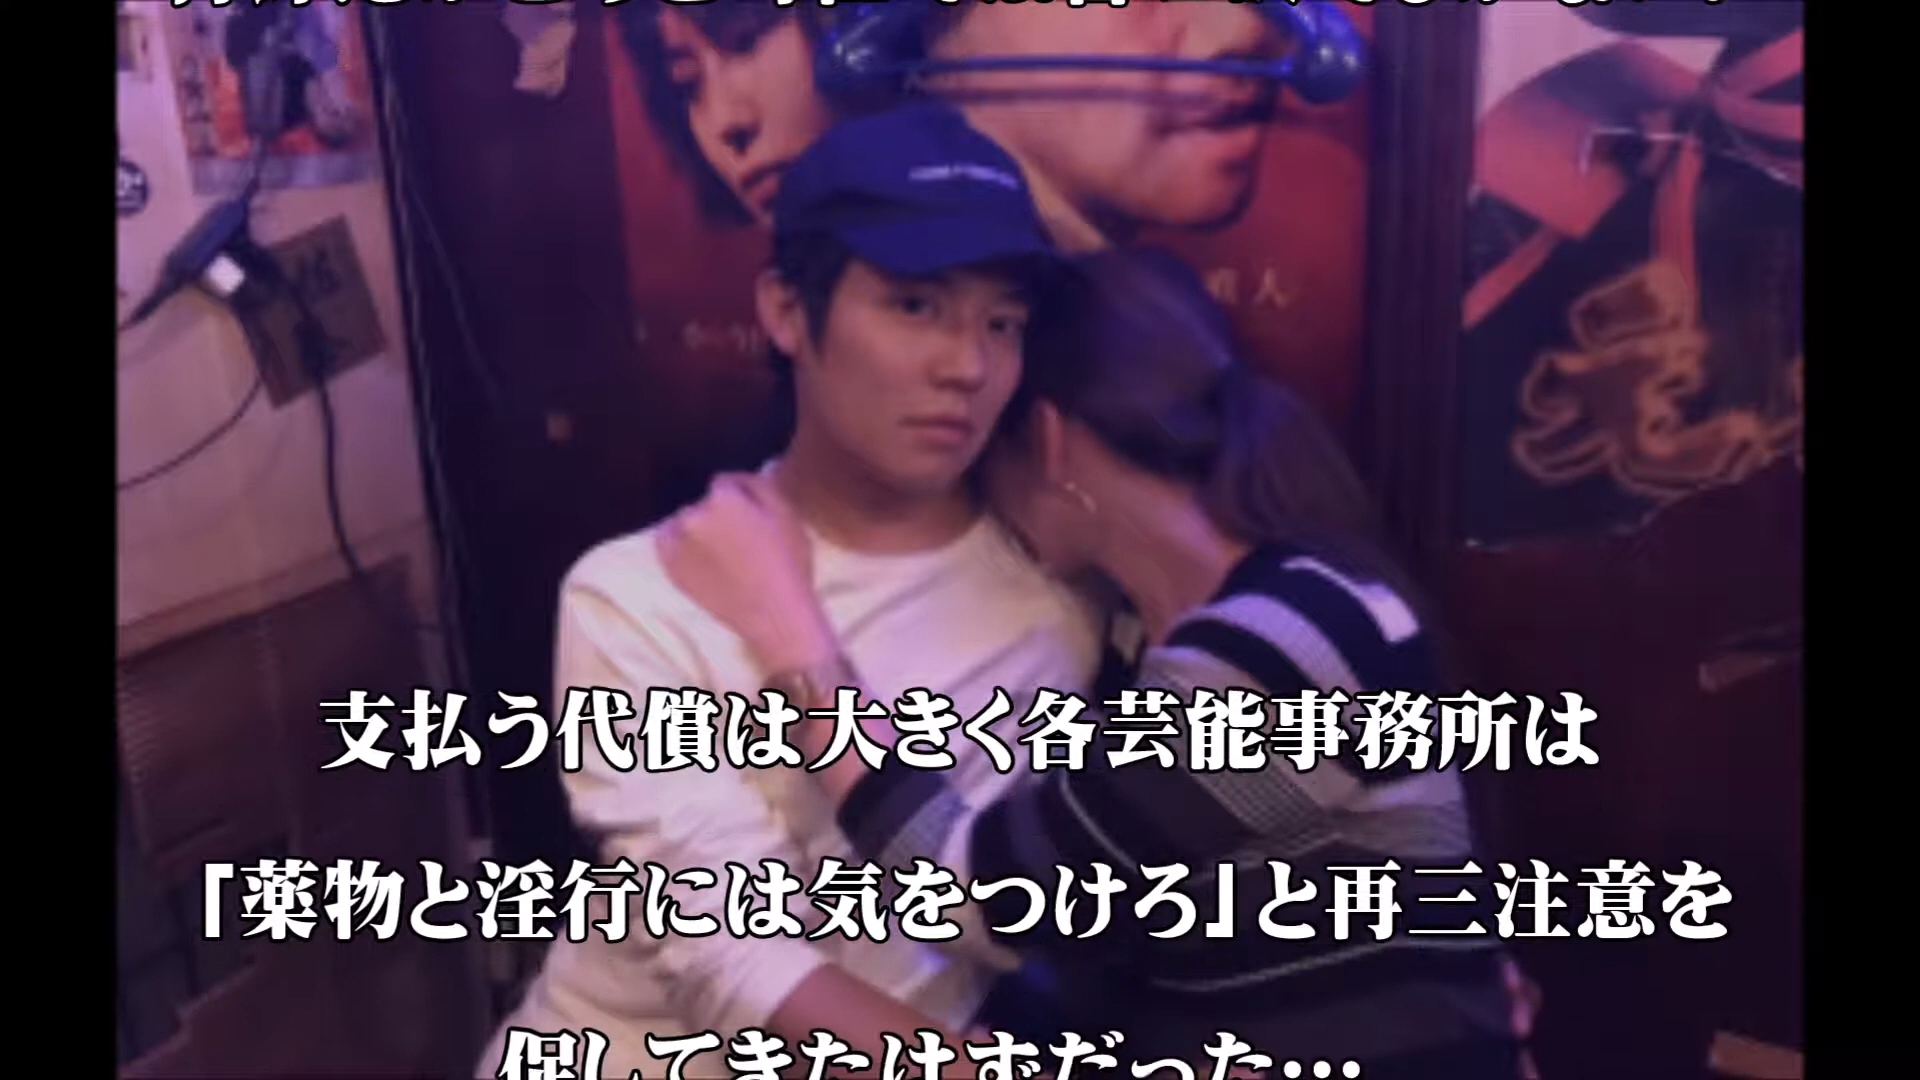 支払う代償は大きく各芸能事務所は
「薬物と淫行には気をつけろ」と再三注意を
促してきたはずだった…